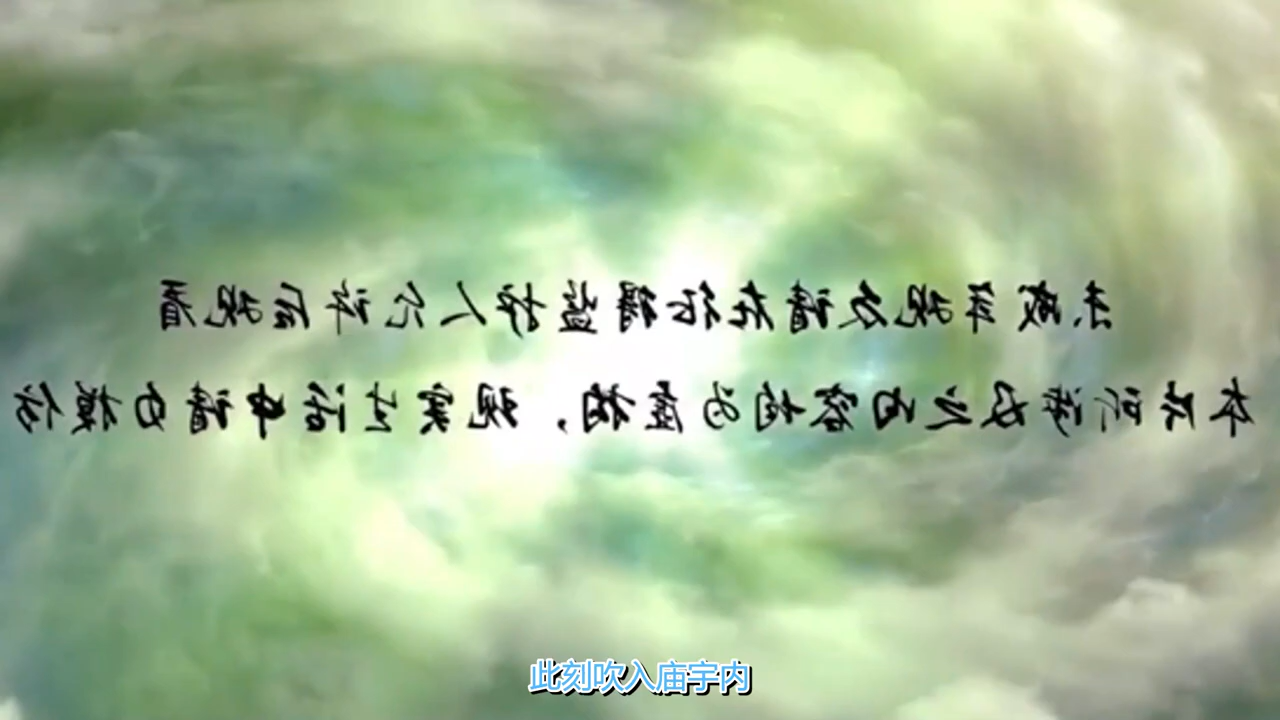 未成年观众请在征得监护人允许后观看
本片所涉及之内容均为虚构，现实生活中请勿模仿
此刻吹入庙宇内